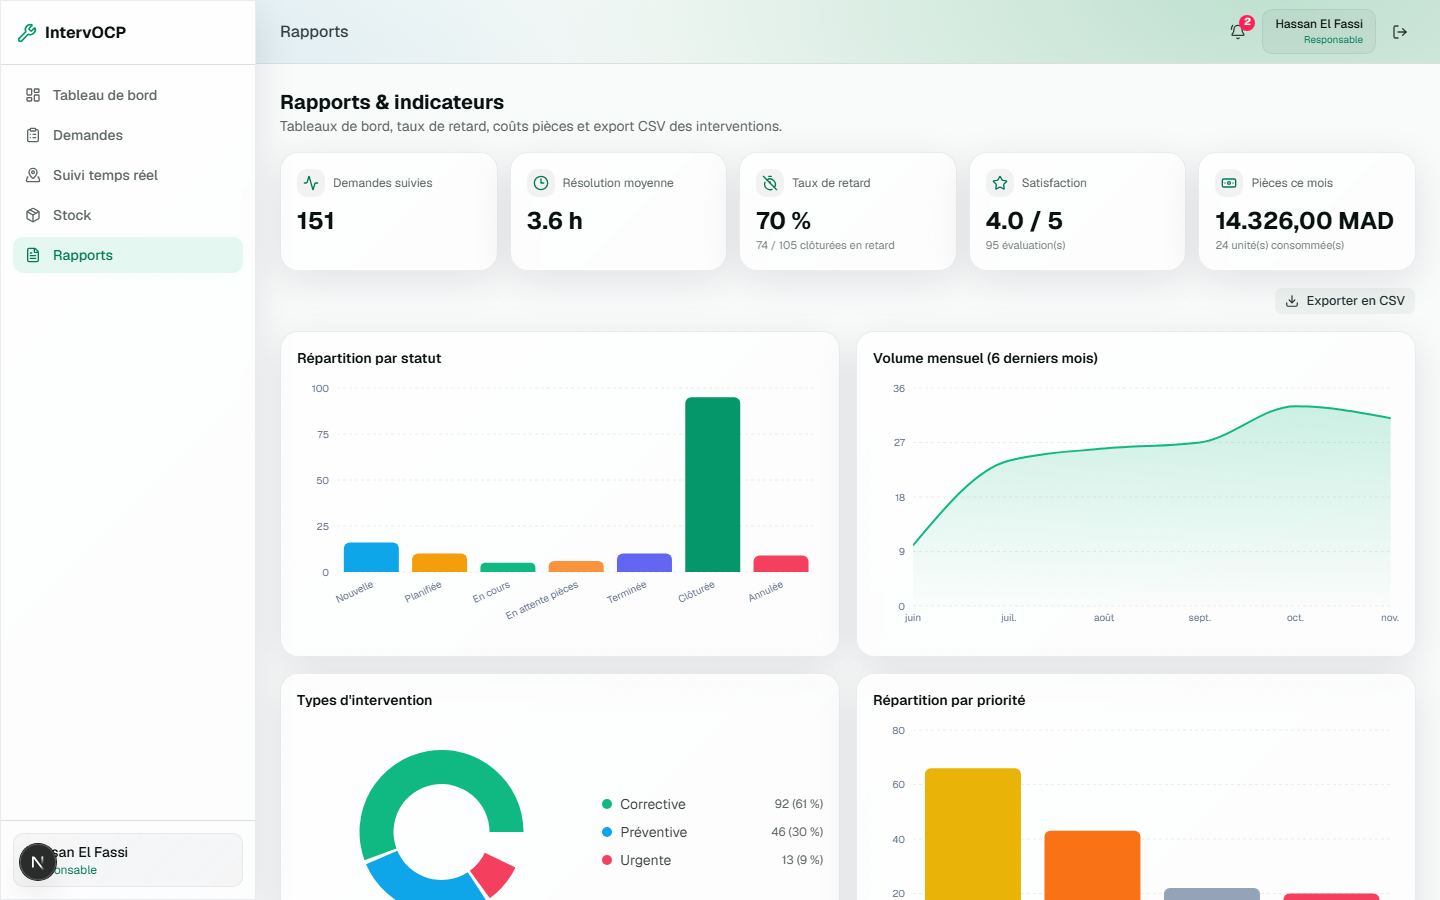 IntervOCP
Rapports
2
Hassan El Fassi
Responsable
Tableau de bord
Demandes
Suivi temps réel
Stock
Rapports
Rapports & indicateurs
Tableaux de bord, taux de retard, coûts pièces et export CSV des interventions.
Demandes suivies
151
Résolution moyenne
3.6 h
Taux de retard
70 %
74 / 105 clôturées en retard
Satisfaction
4.0 / 5
95 évaluation(s)
Pièces ce mois
14.326,00 MAD
24 unité(s) consommée(s)
Exporter en CSV
Répartition par statut
100
75
50
25
0
Nouvelle
Planifiée
En cours
En attente pièces
Terminée
Clôturée
Annulée
Volume mensuel (6 derniers mois)
36
27
18
9
0
juin
juil.
août
sept.
oct.
nov.
Types d'intervention
Corrective 92 (61 %)
Préventive 46 (30 %)
Urgente 13 (9 %)
Répartition par priorité
80
60
40
20
N
san El Fassi
onsable